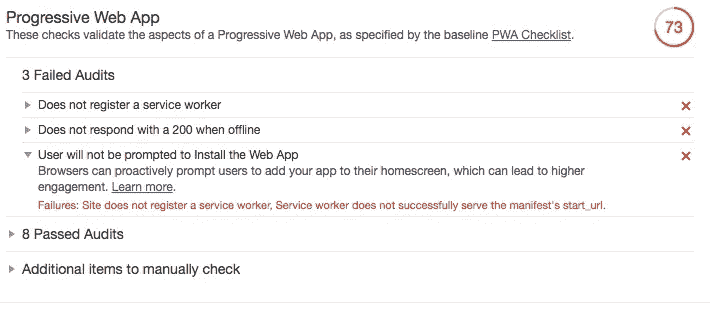 Progressive Web App
These checks validate the aspects of a Progressive Web App, as specified by the baseline PWA Checklist.
73
3 Failed Audits
Does not register a service worker
Does not respond with a 200 when offline
User will not be prompted to Install the Web App
Browsers can proactively prompt users to add your app to their homescreen, which can lead to higher
engagement. Learn more.
Failures: Site does not register a service worker, Service worker does not successfully serve the manifest's start_url.
8 Passed Audits
Additional items to manually check